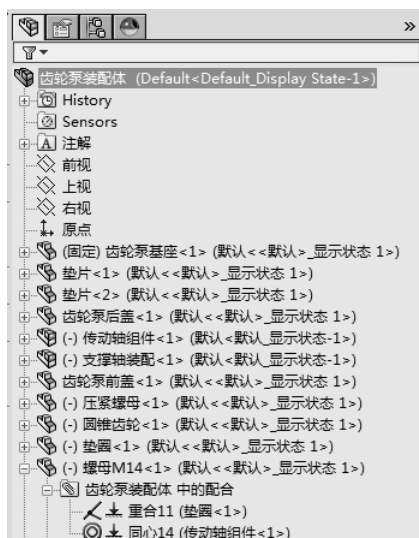 齿轮泵装配体 (Default<Default_Display State-1>)
History
Sensors
注解
前视
上视
右视
原点
(固定) 齿轮泵基座<1> (默认<<默认>_显示状态 1>)
垫片<1> (默认<<默认>_显示状态 1>)
垫片<2> (默认<<默认>_显示状态 1>)
齿轮泵后盖<1> (默认<<默认>_显示状态 1>)
(-) 传动轴组件<1> (默认<默认_显示状态-1>)
(-) 支撑轴装配<1> (默认<默认_显示状态-1>)
齿轮泵前盖<1> (默认<<默认>_显示状态 1>)
(-) 压紧螺母<1> (默认<<默认>_显示状态 1>)
(-) 圆锥齿轮<1> (默认<<默认>_显示状态 1>)
(-) 垫圈<1> (默认<<默认>_显示状态 1>)
(-) 螺母M14<1> (默认<<默认>_显示状态 1>)
齿轮泵装配体 中的配合
重合11 (垫圈<1>)
同心14 (传动轴组件<1>)